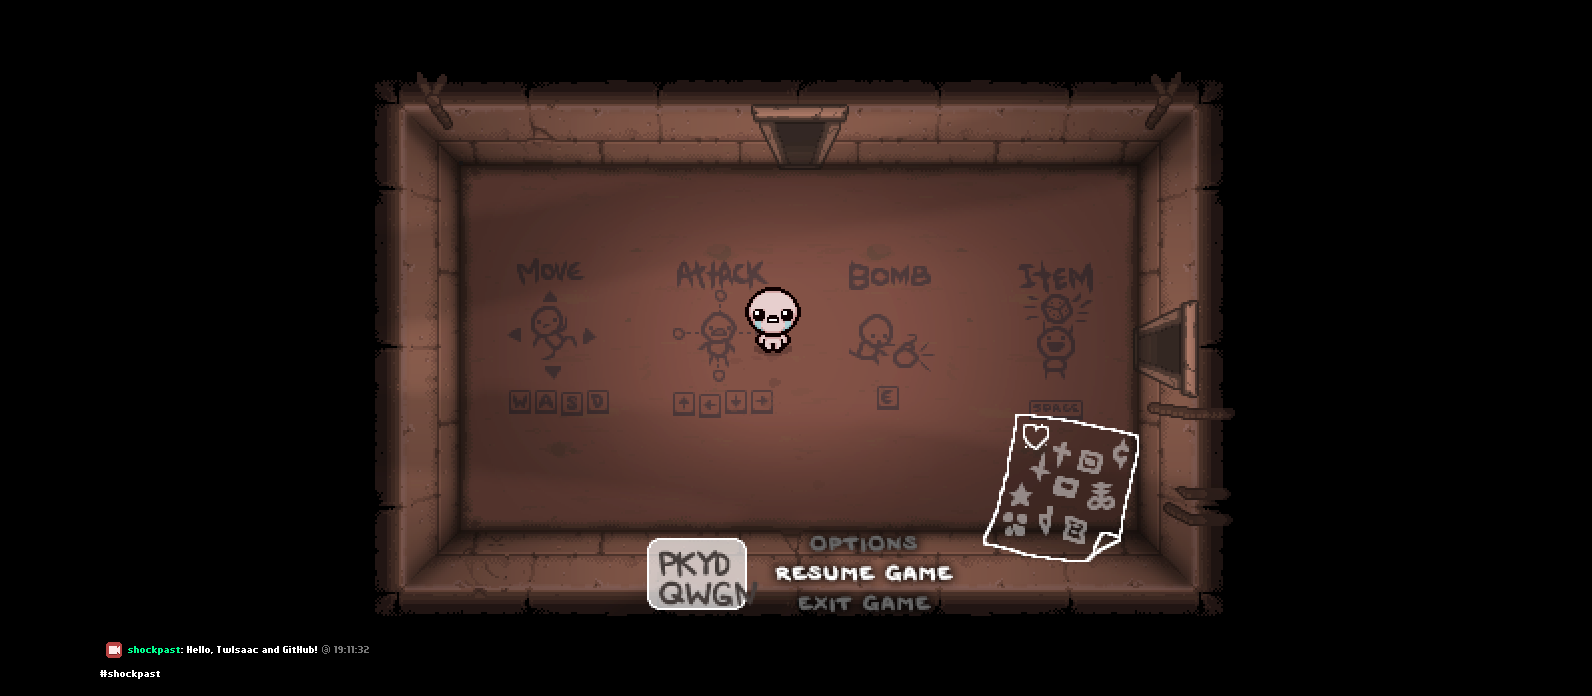 MOVE
ATTACK
BOMB
ITEM
W A S D
E
SPACE
OPTIONS
PKYD
RESUME GAME
QWGN
EXIT GAME
shockpast: Hello, TwIsaac and GitHub! @ 19:11:32
#shockpast